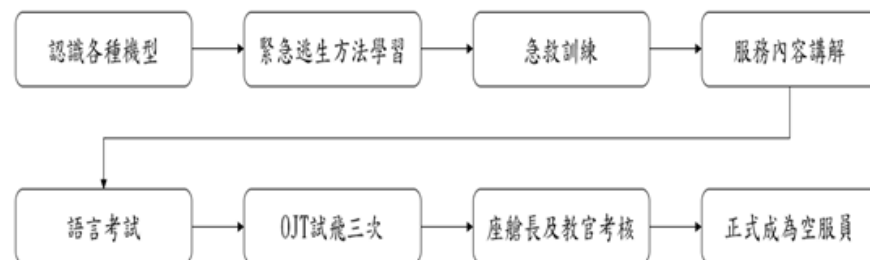 認識各種機型
緊急逃生方法學習
急救訓練
服務內容講解
語言考試
OJT試飛三次
座艙長及教官考核
正式成為空服員